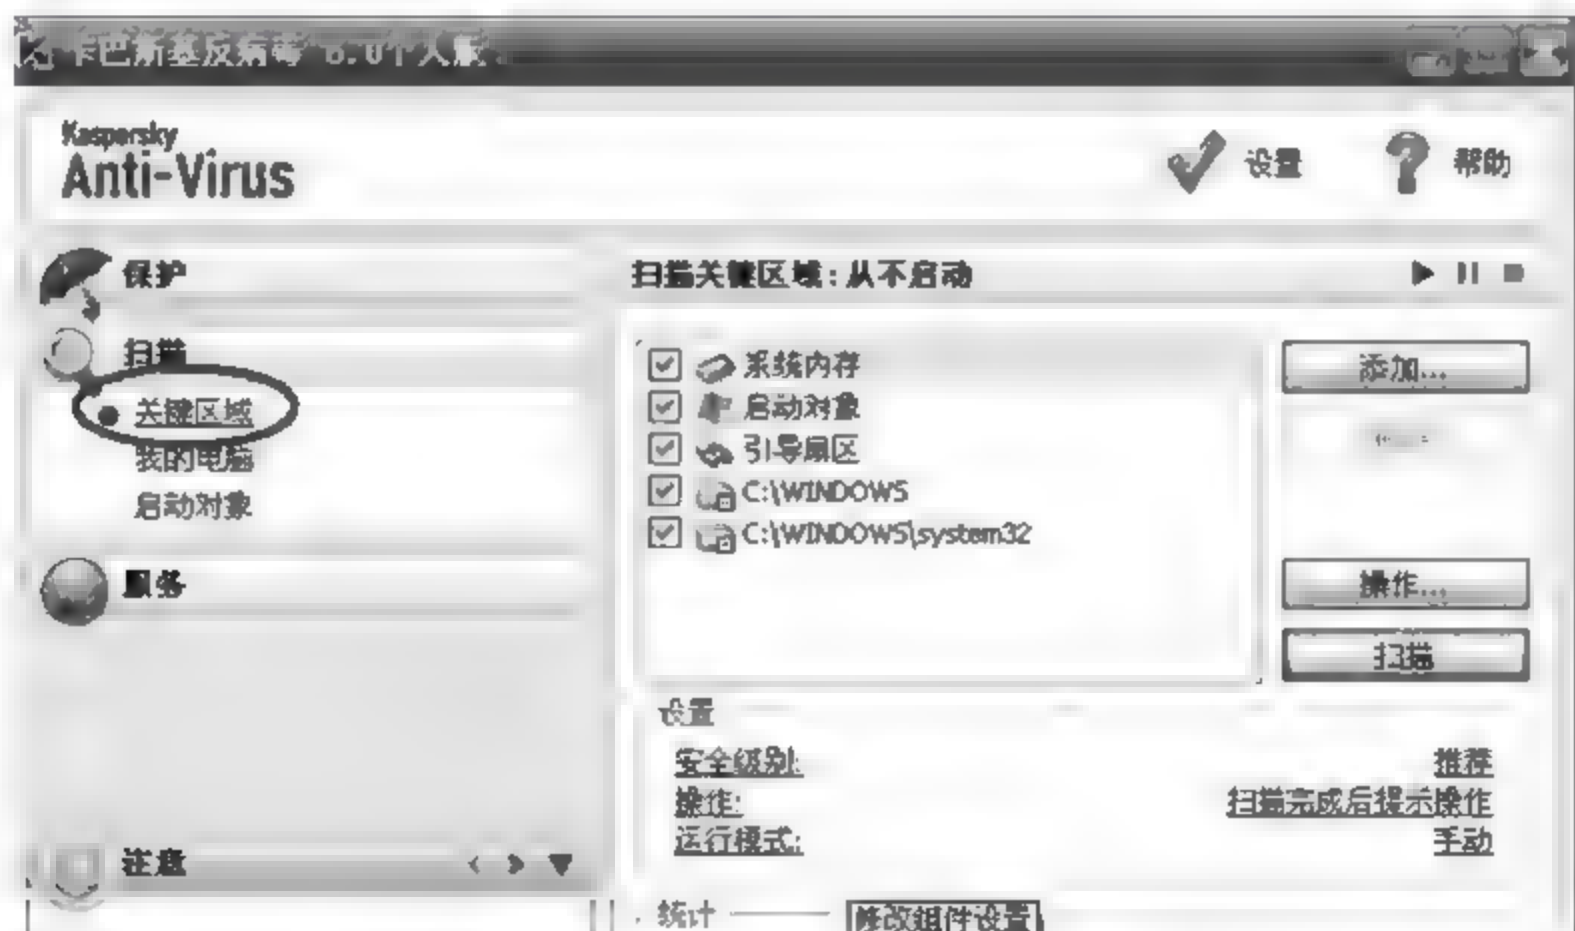 卡巴斯基反病毒 6.0个人版
Kaspersky
Anti-Virus
设置
帮助
保护
扫描
关键区域
我的电脑
启动对象
服务
注意
扫描关键区域:从不启动
系统内存
启动对象
引导扇区
C:\WINDOWS
C:\WINDOWS\system32
添加...
操作...
扫描
设置
安全级别: 推荐
操作: 扫描完成后提示操作
运行模式: 手动
统计
修改组件设置